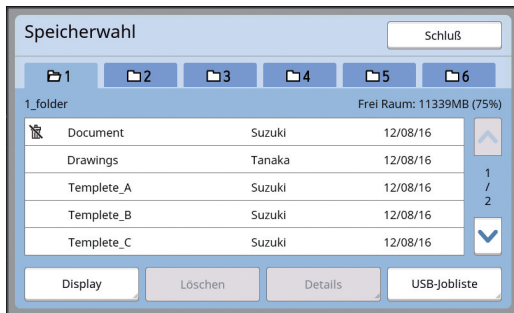 Speicherwahl Schluß
1 2 3 4 5 6
1_folder Frei Raum: 11339MB (75%)
Document Suzuki 12/08/16
Drawings Tanaka 12/08/16
Templete_A Suzuki 12/08/16
Templete_B Suzuki 12/08/16
Templete_C Suzuki 12/08/16
1
/
2
Display Löschen Details USB-Jobliste